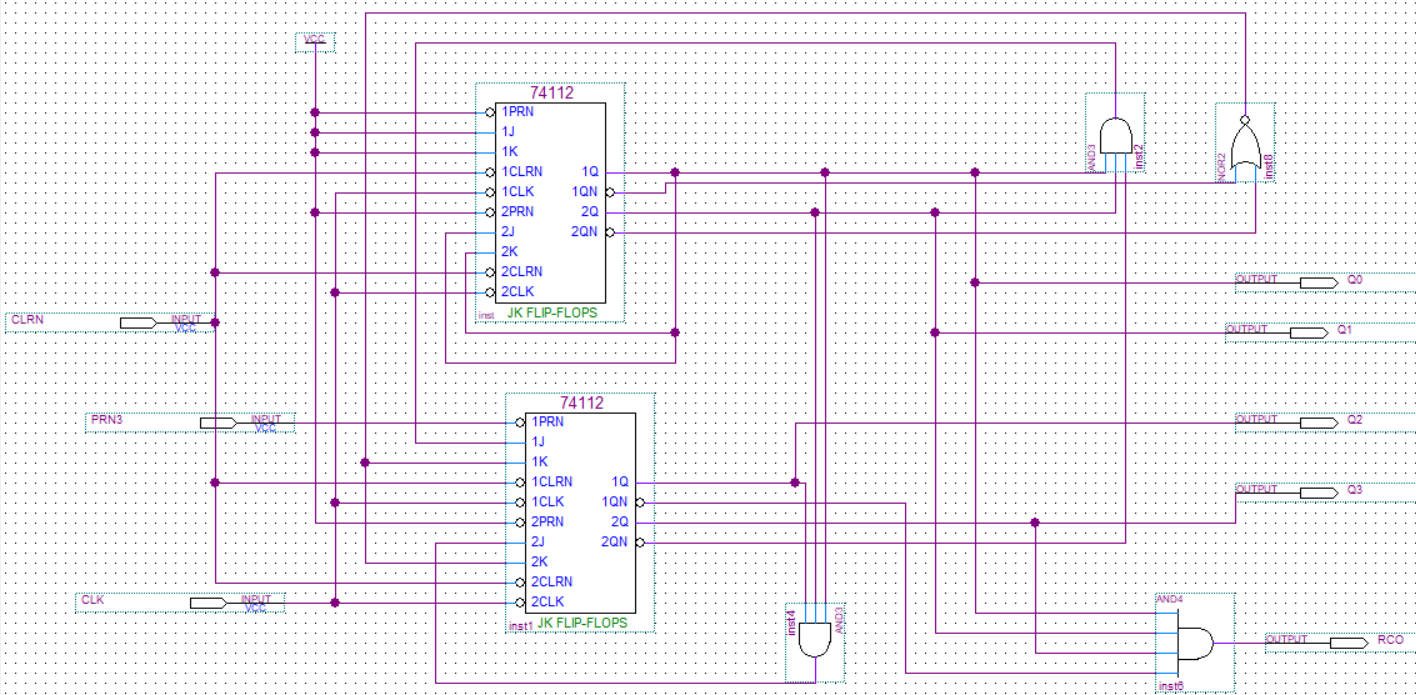 VCC
74112
1PRN
1J
1K
1CLRN 1Q
1CLK 1QN
2PRN 2Q
2J 2QN
2K
2CLRN
2CLK
inst JK FLIP-FLOPS
AND3
inst2
NOR2
inst8
OUTPUT Q0
CLRN INPUT
VCC
OUTPUT Q1
74112
PRN3 INPUT
VCC
1PRN
1J
1K
1CLRN 1Q
1CLK 1QN
2PRN 2Q
2J 2QN
2K
2CLRN
2CLK
inst1 JK FLIP-FLOPS
OUTPUT Q2
OUTPUT Q3
CLK INPUT
VCC
inst4
AND3
AND4
inst6
OUTPUT RCO